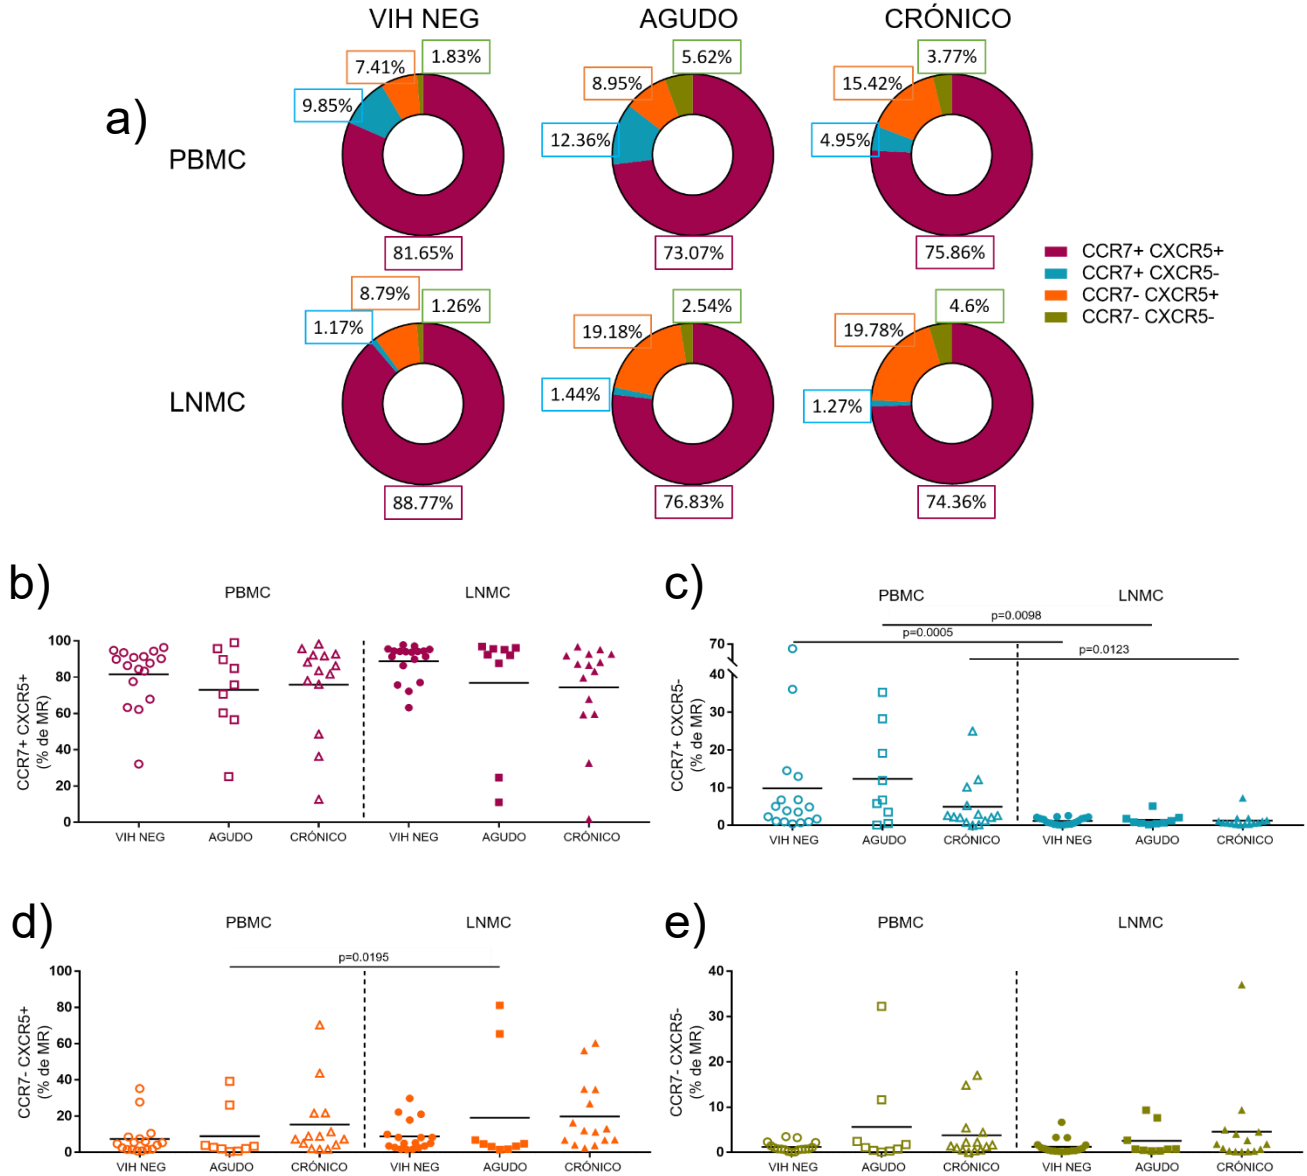 VIH NEG AGUDO CRÓNICO
a)
PBMC
7.41% 1.83%
9.85%
81.65%
8.95% 5.62%
12.36%
73.07%
15.42% 3.77%
4.95%
75.86%
LNMC
8.79% 1.26%
1.17%
88.77%
19.18% 2.54%
1.44%
76.83%
19.78% 4.6%
1.27%
74.36%
CCR7+ CXCR5+
CCR7+ CXCR5-
CCR7- CXCR5+
CCR7- CXCR5-
b)
PBMC LNMC
CCR7+ CXCR5+
(% de MR)
100
80
60
40
20
0
VIH NEG AGUDO CRÓNICO VIH NEG AGUDO CRÓNICO
c)
PBMC LNMC
p=0.0098
p=0.0005
p=0.0123
CCR7+ CXCR5-
(% de MR)
70
40
30
20
10
0
VIH NEG AGUDO CRÓNICO VIH NEG AGUDO CRÓNICO
d)
PBMC LNMC
p=0.0195
CCR7- CXCR5+
(% de MR)
100
80
60
40
20
0
VIH NEG AGUDO CRÓNICO VIH NEG AGUDO CRÓNICO
e)
PBMC LNMC
CCR7- CXCR5-
(% de MR)
40
30
20
10
0
VIH NEG AGUDO CRÓNICO VIH NEG AGUDO CRÓNICO